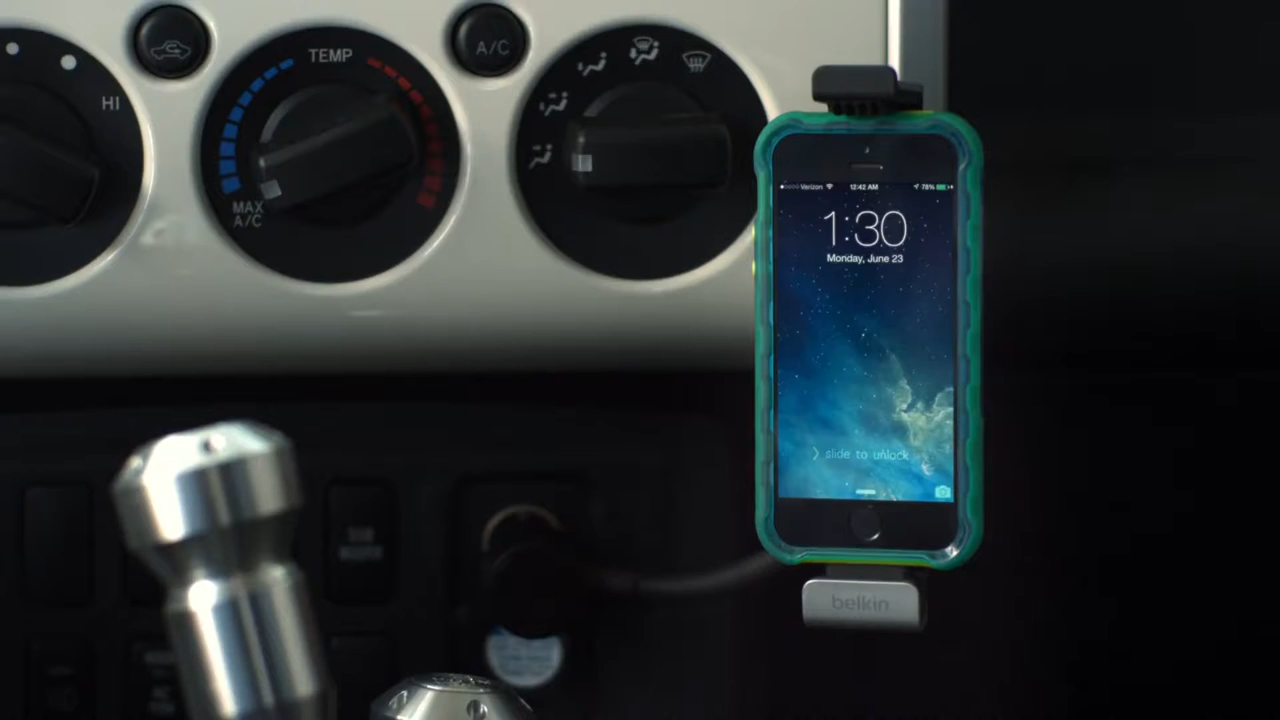 HI
TEMP
MAX
A/C
A/C
Verizon 12:42 AM 78%
1:30
Monday, June 23
slide to unlock
belkin